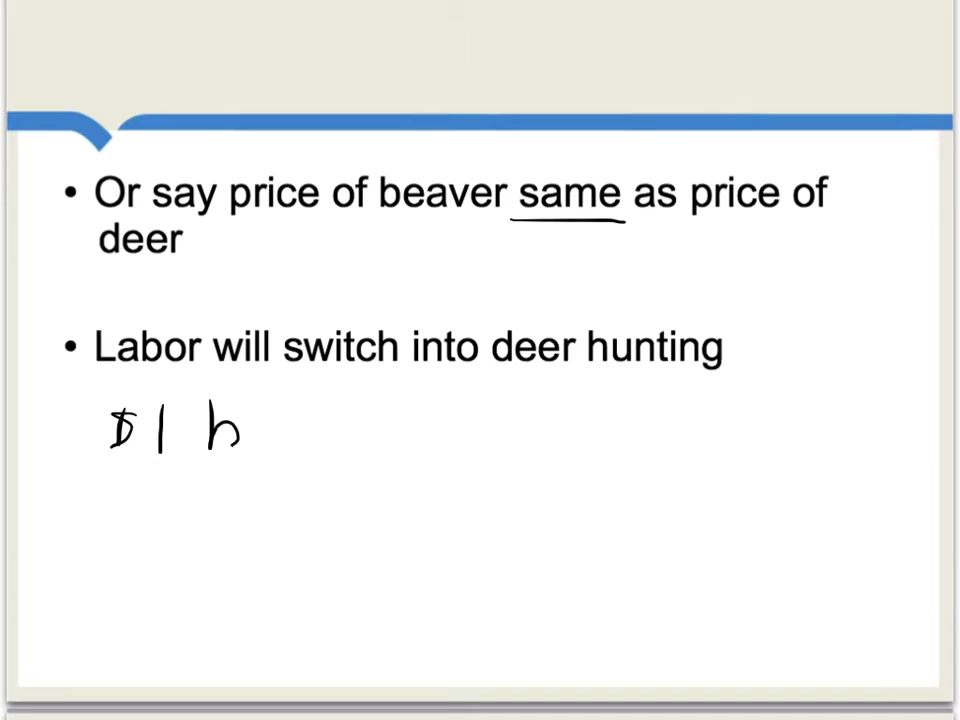 • Or say price of beaver same as price of
deer
• Labor will switch into deer hunting
$1 h